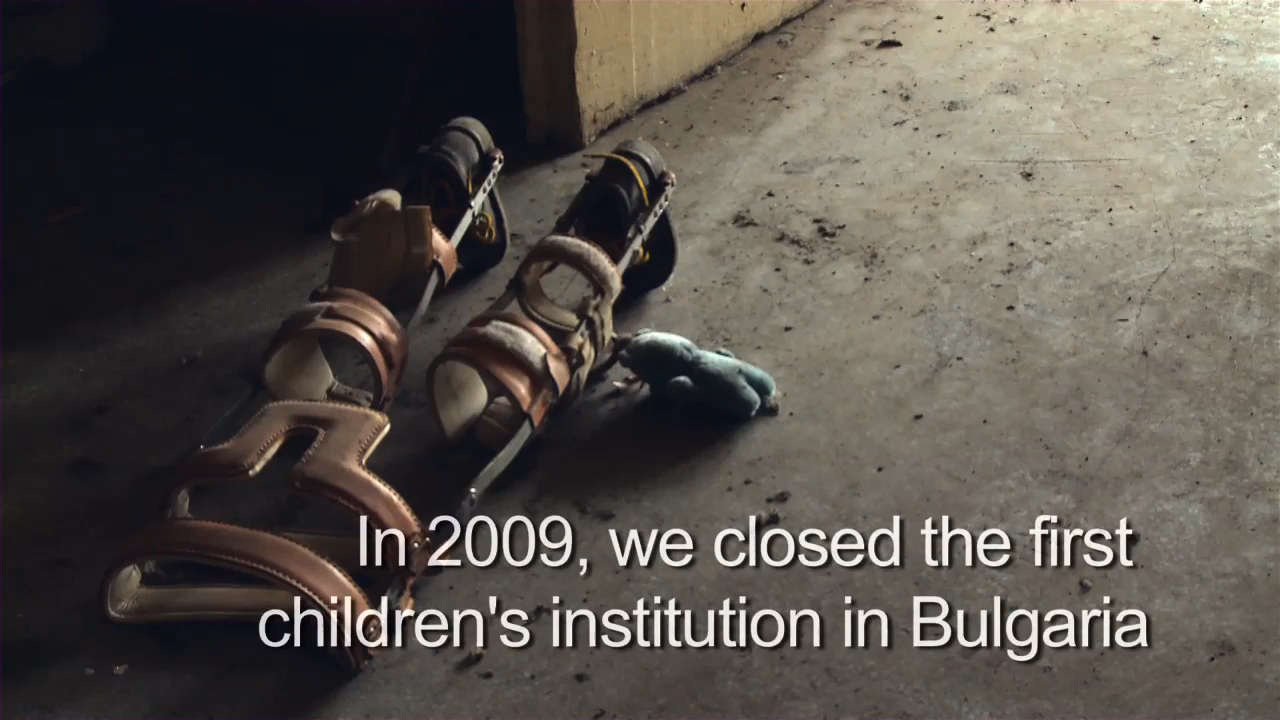 In 2009, we closed the first
children's institution in Bulgaria